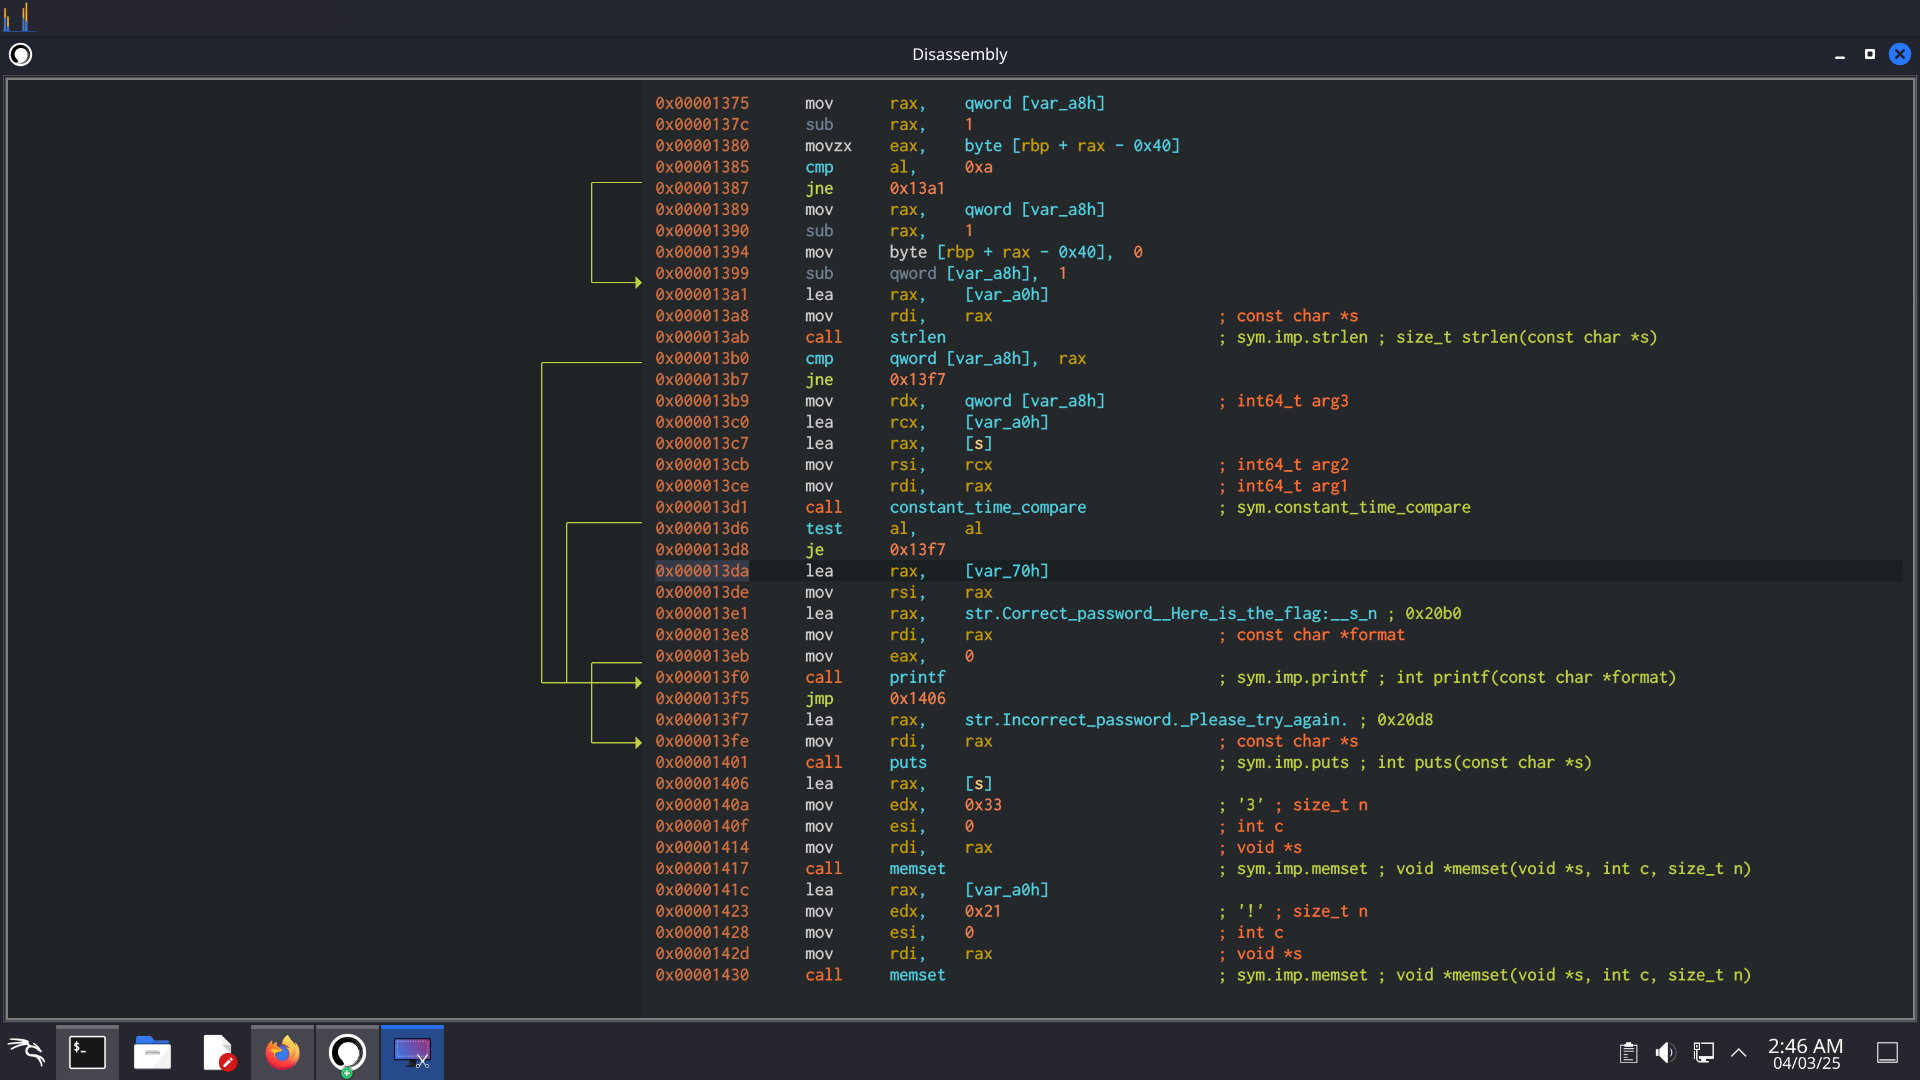 Disassembly
0x00001375 mov rax, qword [var_a8h]
0x0000137c sub rax, 1
0x00001380 movzx eax, byte [rbp + rax - 0x40]
0x00001385 cmp al, 0xa
0x00001387 jne 0x13a1
0x00001389 mov rax, qword [var_a8h]
0x00001390 sub rax, 1
0x00001394 mov byte [rbp + rax - 0x40], 0
0x00001399 sub qword [var_a8h], 1
0x000013a1 lea rax, [var_a0h]
0x000013a8 mov rdi, rax ; const char *s
0x000013ab call strlen ; sym.imp.strlen ; size_t strlen(const char *s)
0x000013b0 cmp qword [var_a8h], rax
0x000013b7 jne 0x13f7
0x000013b9 mov rdx, qword [var_a8h] ; int64_t arg3
0x000013c0 lea rcx, [var_a0h]
0x000013c7 lea rax, [s]
0x000013cb mov rsi, rcx ; int64_t arg2
0x000013ce mov rdi, rax ; int64_t arg1
0x000013d1 call constant_time_compare ; sym.constant_time_compare
0x000013d6 test al, al
0x000013d8 je 0x13f7
0x000013da lea rax, [var_70h]
0x000013de mov rsi, rax
0x000013e1 lea rax, str.Correct_password__Here_is_the_flag:__s_n ; 0x20b0
0x000013e8 mov rdi, rax ; const char *format
0x000013eb mov eax, 0
0x000013f0 call printf ; sym.imp.printf ; int printf(const char *format)
0x000013f5 jmp 0x1406
0x000013f7 lea rax, str.Incorrect_password._Please_try_again. ; 0x20d8
0x000013fe mov rdi, rax ; const char *s
0x00001401 call puts ; sym.imp.puts ; int puts(const char *s)
0x00001406 lea rax, [s]
0x0000140a mov edx, 0x33 ; '3' ; size_t n
0x0000140f mov esi, 0 ; int c
0x00001414 mov rdi, rax ; void *s
0x00001417 call memset ; sym.imp.memset ; void *memset(void *s, int c, size_t n)
0x0000141c lea rax, [var_a0h]
0x00001423 mov edx, 0x21 ; '!' ; size_t n
0x00001428 mov esi, 0 ; int c
0x0000142d mov rdi, rax ; void *s
0x00001430 call memset ; sym.imp.memset ; void *memset(void *s, int c, size_t n)
$_
2:46 AM
04/03/25